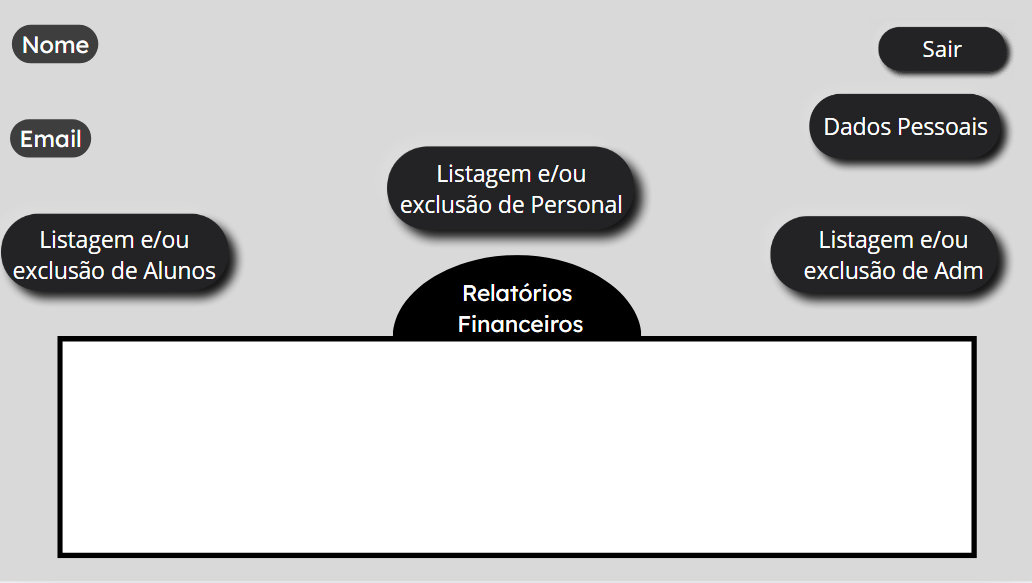 Nome
Sair
Dados Pessoais
Email
Listagem e/ou
exclusão de Personal
Listagem e/ou
exclusão de Alunos
Listagem e/ou
exclusão de Adm
Relatórios
Financeiros